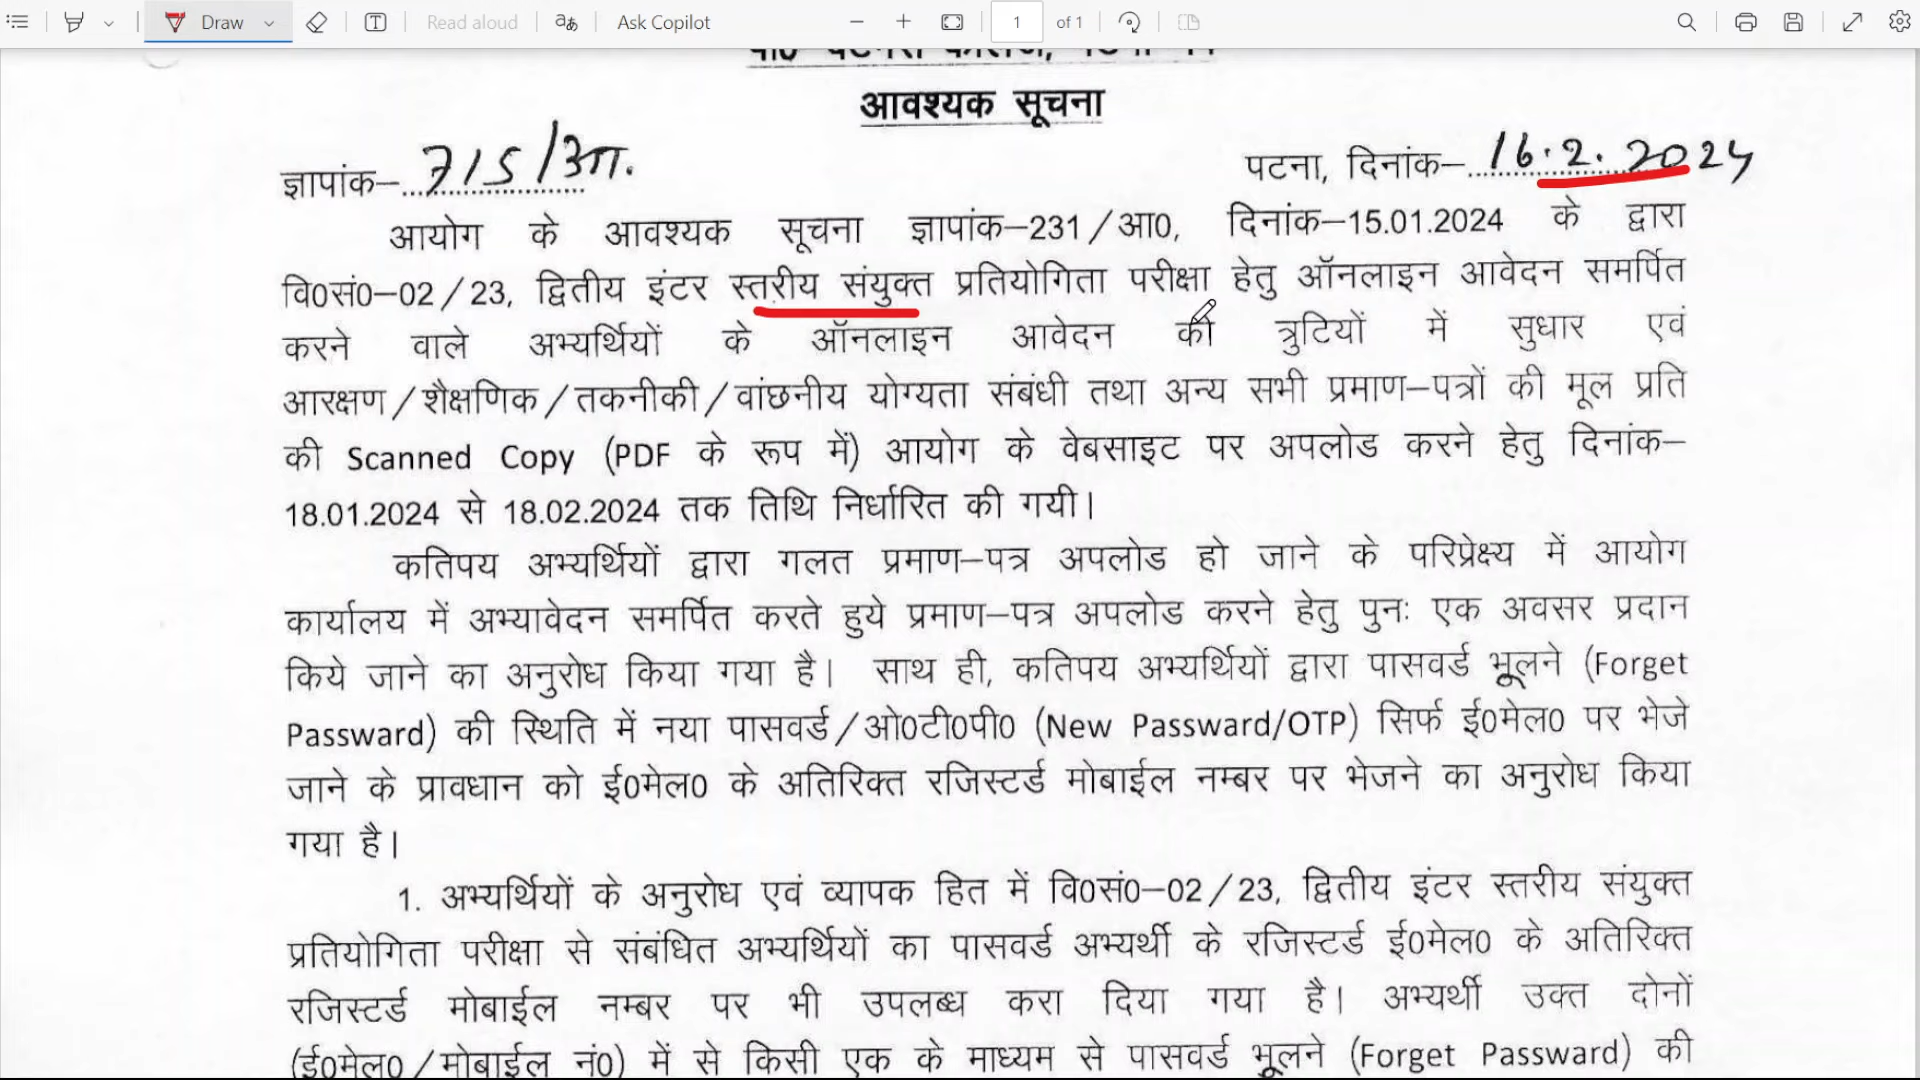 Draw
Read aloud
Ask Copilot
1 of 1
आवश्यक सूचना
ज्ञापांक–715/आ.
पटना, दिनांक–16.2.2024
आयोग के आवश्यक सूचना ज्ञापांक–231/आ0, दिनांक–15.01.2024 के द्वारा
वि0सं0–02/23, द्वितीय इंटर स्तरीय संयुक्त प्रतियोगिता परीक्षा हेतु ऑनलाइन आवेदन समर्पित
करने वाले अभ्यर्थियों के ऑनलाइन आवेदन की त्रुटियों में सुधार एवं
आरक्षण/शैक्षणिक/तकनीकी/वांछनीय योग्यता संबंधी तथा अन्य सभी प्रमाण–पत्रों की मूल प्रति
की Scanned Copy (PDF के रूप में) आयोग के वेबसाइट पर अपलोड करने हेतु दिनांक–
18.01.2024 से 18.02.2024 तक तिथि निर्धारित की गयी।
कतिपय अभ्यर्थियों द्वारा गलत प्रमाण–पत्र अपलोड हो जाने के परिप्रेक्ष्य में आयोग
कार्यालय में अभ्यावेदन समर्पित करते हुये प्रमाण–पत्र अपलोड करने हेतु पुनः एक अवसर प्रदान
किये जाने का अनुरोध किया गया है। साथ ही, कतिपय अभ्यर्थियों द्वारा पासवर्ड भूलने (Forget
Passward) की स्थिति में नया पासवर्ड/ओ0टी0पी0 (New Passward/OTP) सिर्फ ई0मेल0 पर भेजे
जाने के प्रावधान को ई0मेल0 के अतिरिक्त रजिस्टर्ड मोबाईल नम्बर पर भेजने का अनुरोध किया
गया है।
1. अभ्यर्थियों के अनुरोध एवं व्यापक हित में वि0सं0–02/23, द्वितीय इंटर स्तरीय संयुक्त
प्रतियोगिता परीक्षा से संबंधित अभ्यर्थियों का पासवर्ड अभ्यर्थी के रजिस्टर्ड ई0मेल0 के अतिरिक्त
रजिस्टर्ड मोबाईल नम्बर पर भी उपलब्ध करा दिया गया है। अभ्यर्थी उक्त दोनों
(ई0मेल0/मोबाईल नं0) में से किसी एक के माध्यम से पासवर्ड भूलने (Forget Passward) की